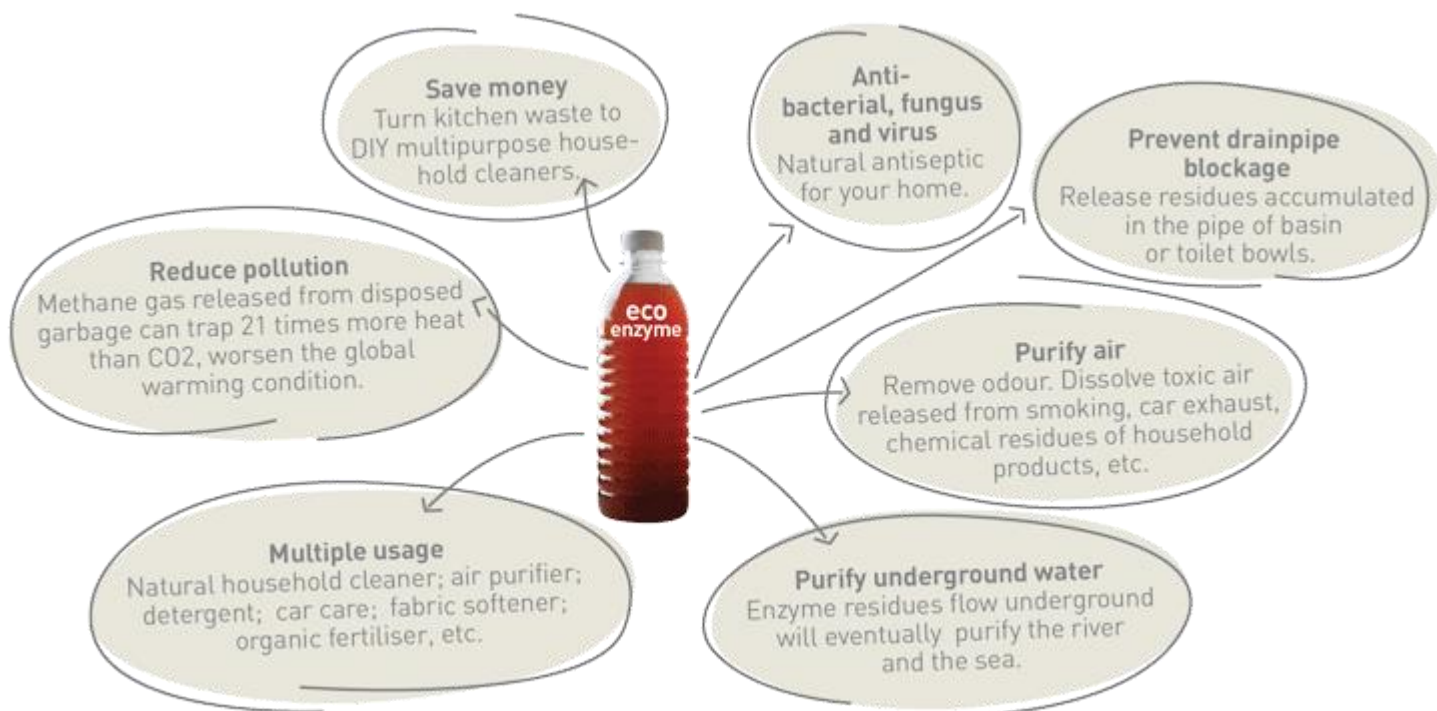 Save money
Turn kitchen waste to
DIY multipurpose house-
hold cleaners.
Anti-
bacterial, fungus
and virus
Natural antiseptic
for your home.
Prevent drainpipe
blockage
Release residues accumulated
in the pipe of basin
or toilet bowls.
Reduce pollution
Methane gas released from disposed
garbage can trap 21 times more heat
than CO2, worsen the global
warming condition.
eco
enzyme
Purify air
Remove odour. Dissolve toxic air
released from smoking, car exhaust,
chemical residues of household
products, etc.
Multiple usage
Natural household cleaner; air purifier;
detergent; car care; fabric softener;
organic fertiliser, etc.
Purify underground water
Enzyme residues flow underground
will eventually purify the river
and the sea.